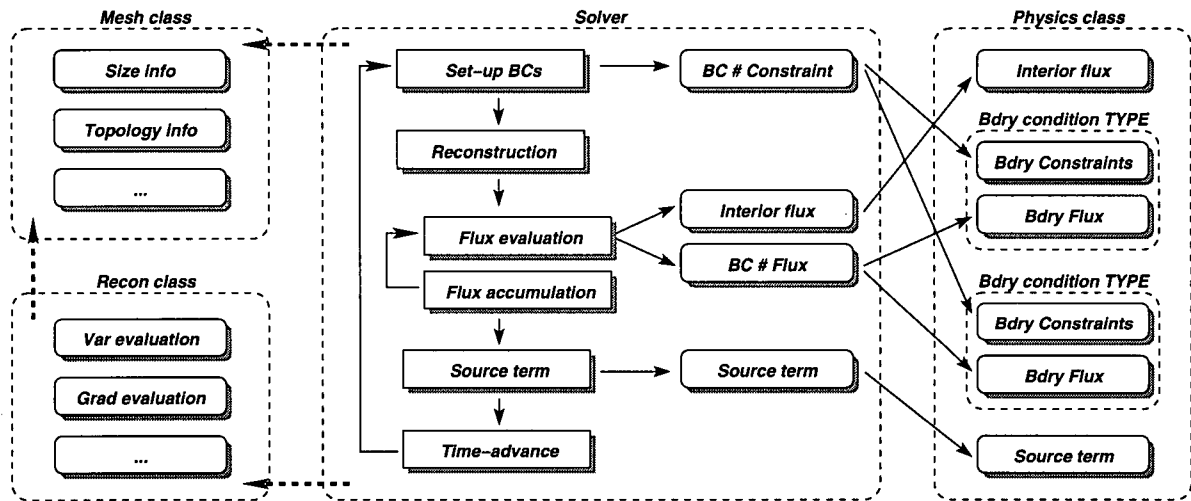 Mesh class
Size info
Topology info
...
Recon class
Var evaluation
Grad evaluation
...
Solver
Set-up BCs
Reconstruction
Flux evaluation
Flux accumulation
Source term
Time-advance
BC # Constraint
Interior flux
BC # Flux
Source term
Physics class
Interior flux
Bdry condition TYPE
Bdry Constraints
Bdry Flux
Bdry condition TYPE
Bdry Constraints
Bdry Flux
Source term